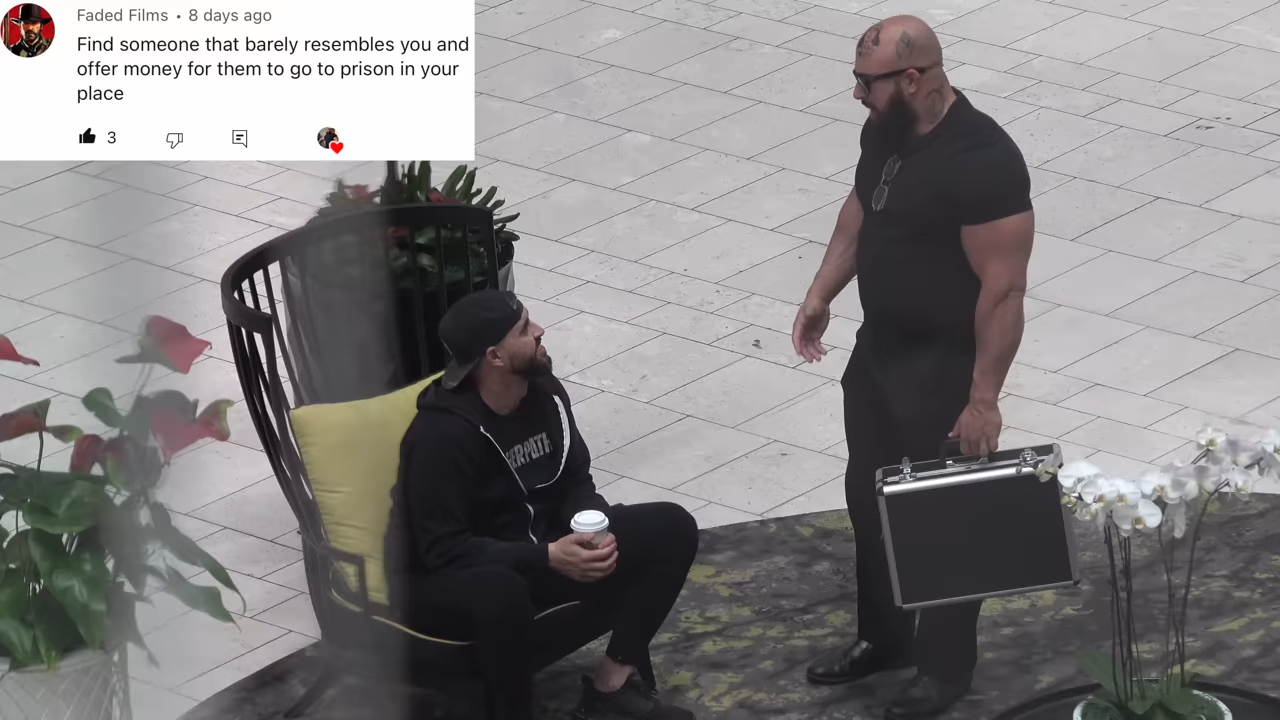 Faded Films • 8 days ago
Find someone that barely resembles you and
offer money for them to go to prison in your
place
3